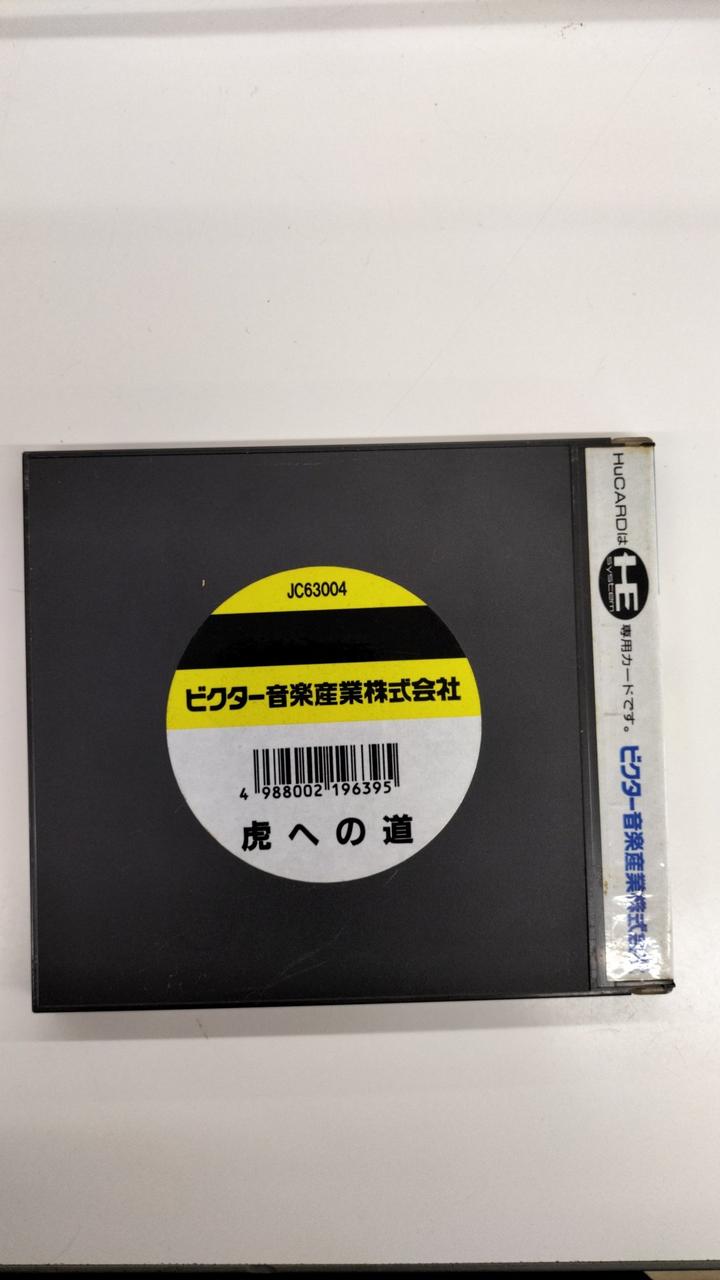 JC63004
ビクター音楽産業株式会社
4 988002 196395
虎への道
HuCARDは HE system 専用カードです。 ビクター音楽産業株式会社